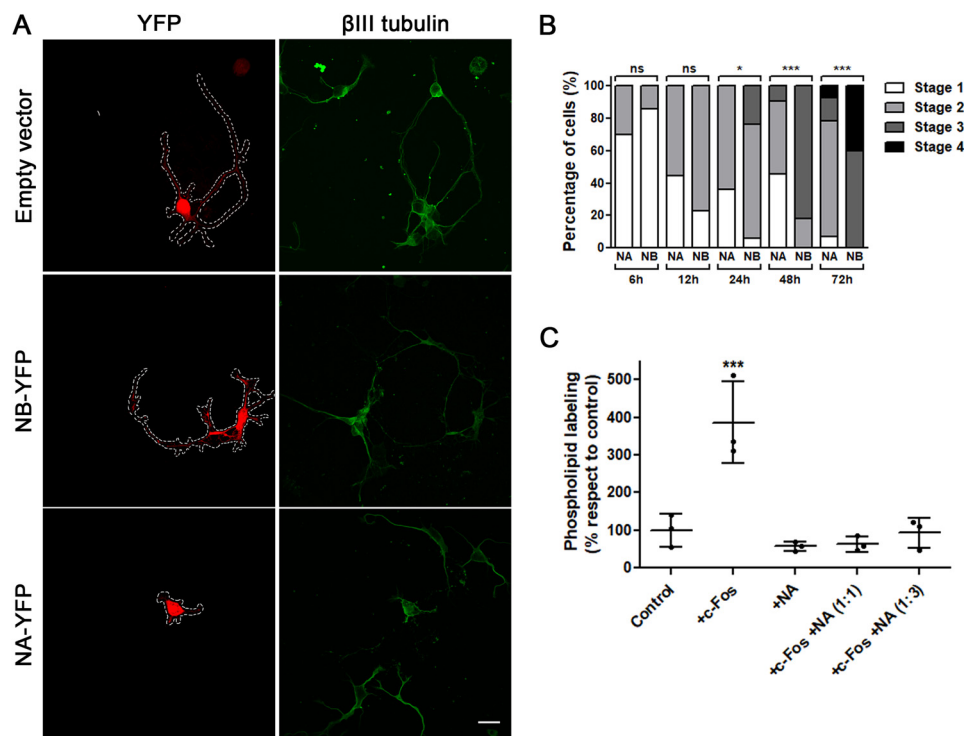 A
YFP
βIII tubulin
Empty vector
NB-YFP
NA-YFP
B
Percentage of cells (%)
100
80
60
40
20
0
ns ns * *** ***
NA NB NA NB NA NB NA NB NA NB
6h 12h 24h 48h 72h
Stage 1
Stage 2
Stage 3
Stage 4
C
Phospholipid labeling
(% respect to control)
500
400
300
200
100
0
***
Control
+c-Fos
+NA
+c-Fos +NA (1:1)
+c-Fos +NA (1:3)